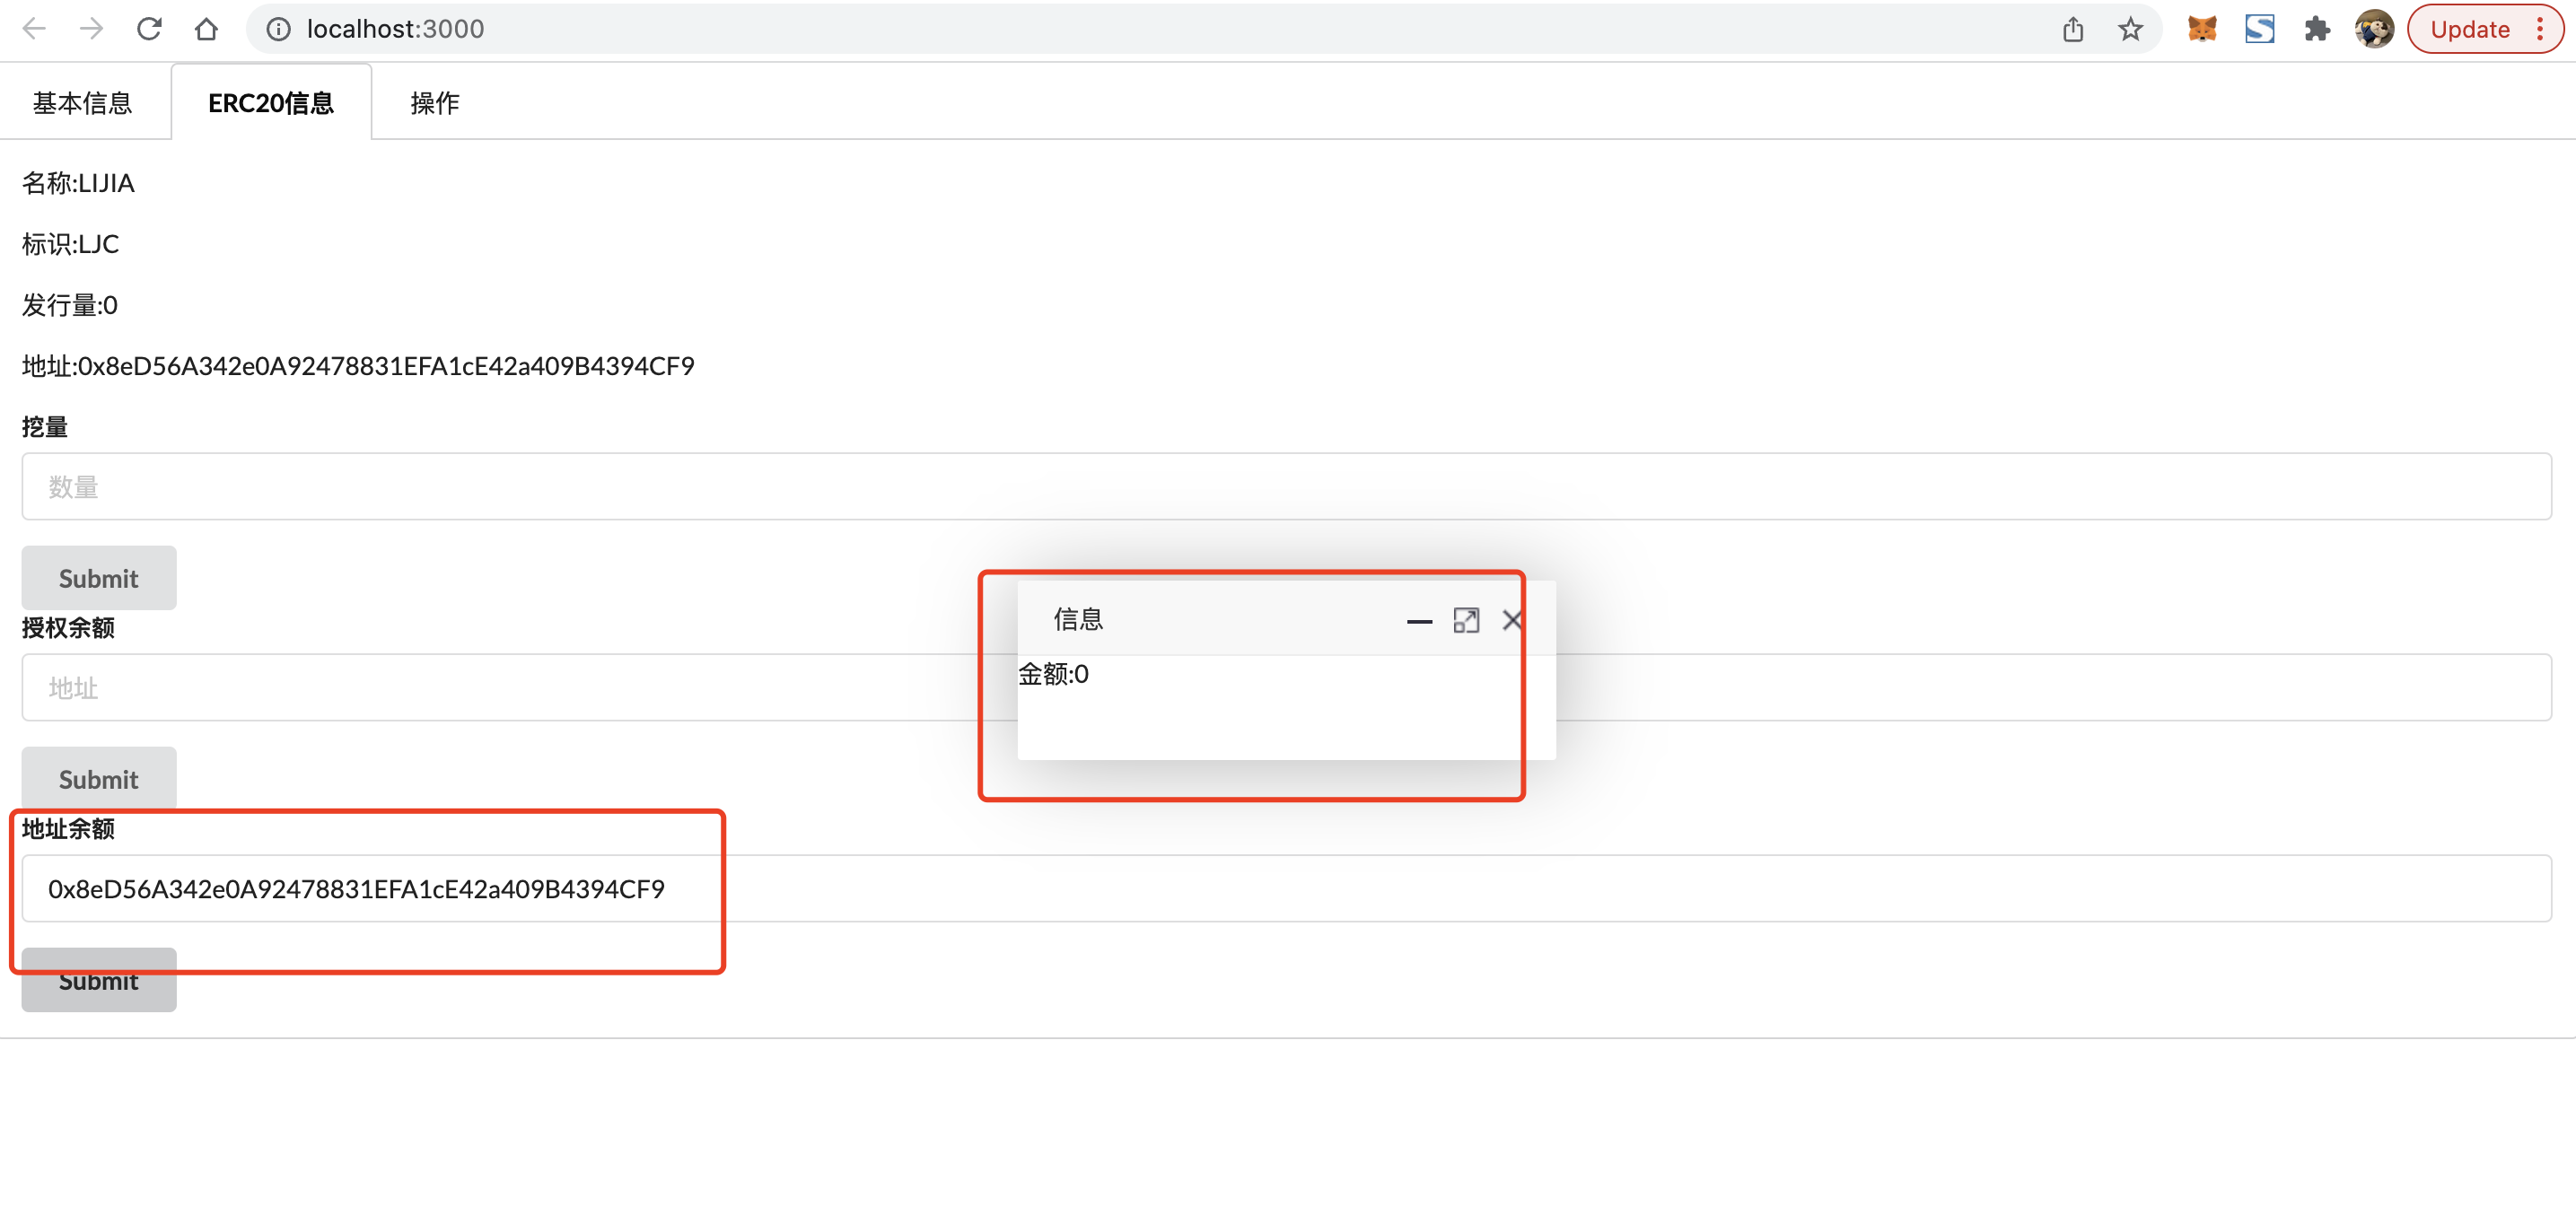 localhost:3000
Update
基本信息
ERC20信息
操作
名称:LIJIA
标识:LJC
发行量:0
地址:0x8eD56A342e0A92478831EFA1cE42a409B4394CF9
挖量
数量
Submit
授权余额
地址
Submit
信息
金额:0
地址余额
0x8eD56A342e0A92478831EFA1cE42a409B4394CF9
Submit